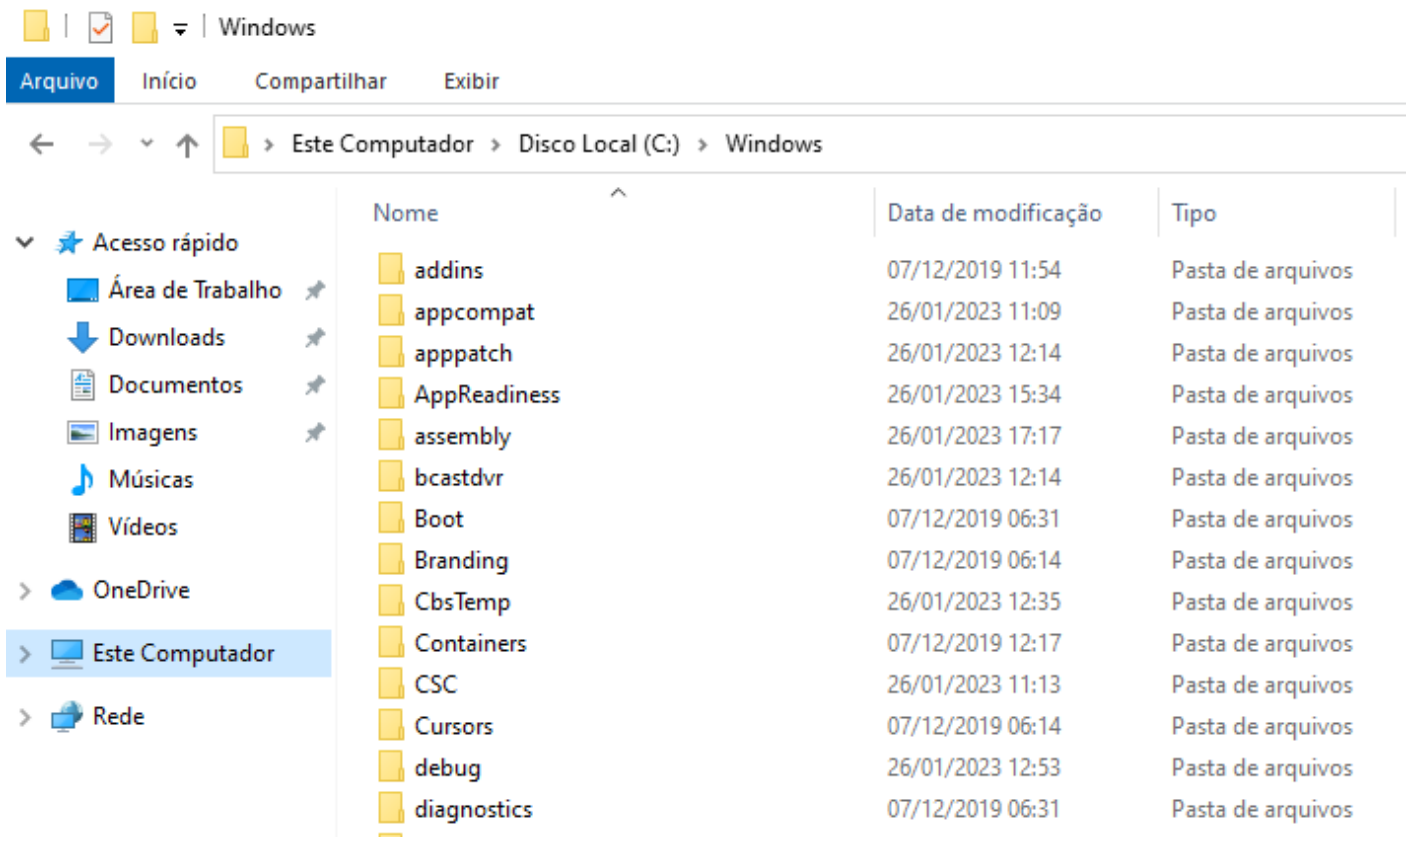 Windows
Arquivo Início Compartilhar Exibir
Este Computador > Disco Local (C:) > Windows
Nome Data de modificação Tipo
Acesso rápido
Área de Trabalho
Downloads
Documentos
Imagens
Músicas
Vídeos
OneDrive
Este Computador
Rede
addins 07/12/2019 11:54 Pasta de arquivos
appcompat 26/01/2023 11:09 Pasta de arquivos
apppatch 26/01/2023 12:14 Pasta de arquivos
AppReadiness 26/01/2023 15:34 Pasta de arquivos
assembly 26/01/2023 17:17 Pasta de arquivos
bcastdvr 26/01/2023 12:14 Pasta de arquivos
Boot 07/12/2019 06:31 Pasta de arquivos
Branding 07/12/2019 06:14 Pasta de arquivos
CbsTemp 26/01/2023 12:35 Pasta de arquivos
Containers 07/12/2019 12:17 Pasta de arquivos
CSC 26/01/2023 11:13 Pasta de arquivos
Cursors 07/12/2019 06:14 Pasta de arquivos
debug 26/01/2023 12:53 Pasta de arquivos
diagnostics 07/12/2019 06:31 Pasta de arquivos